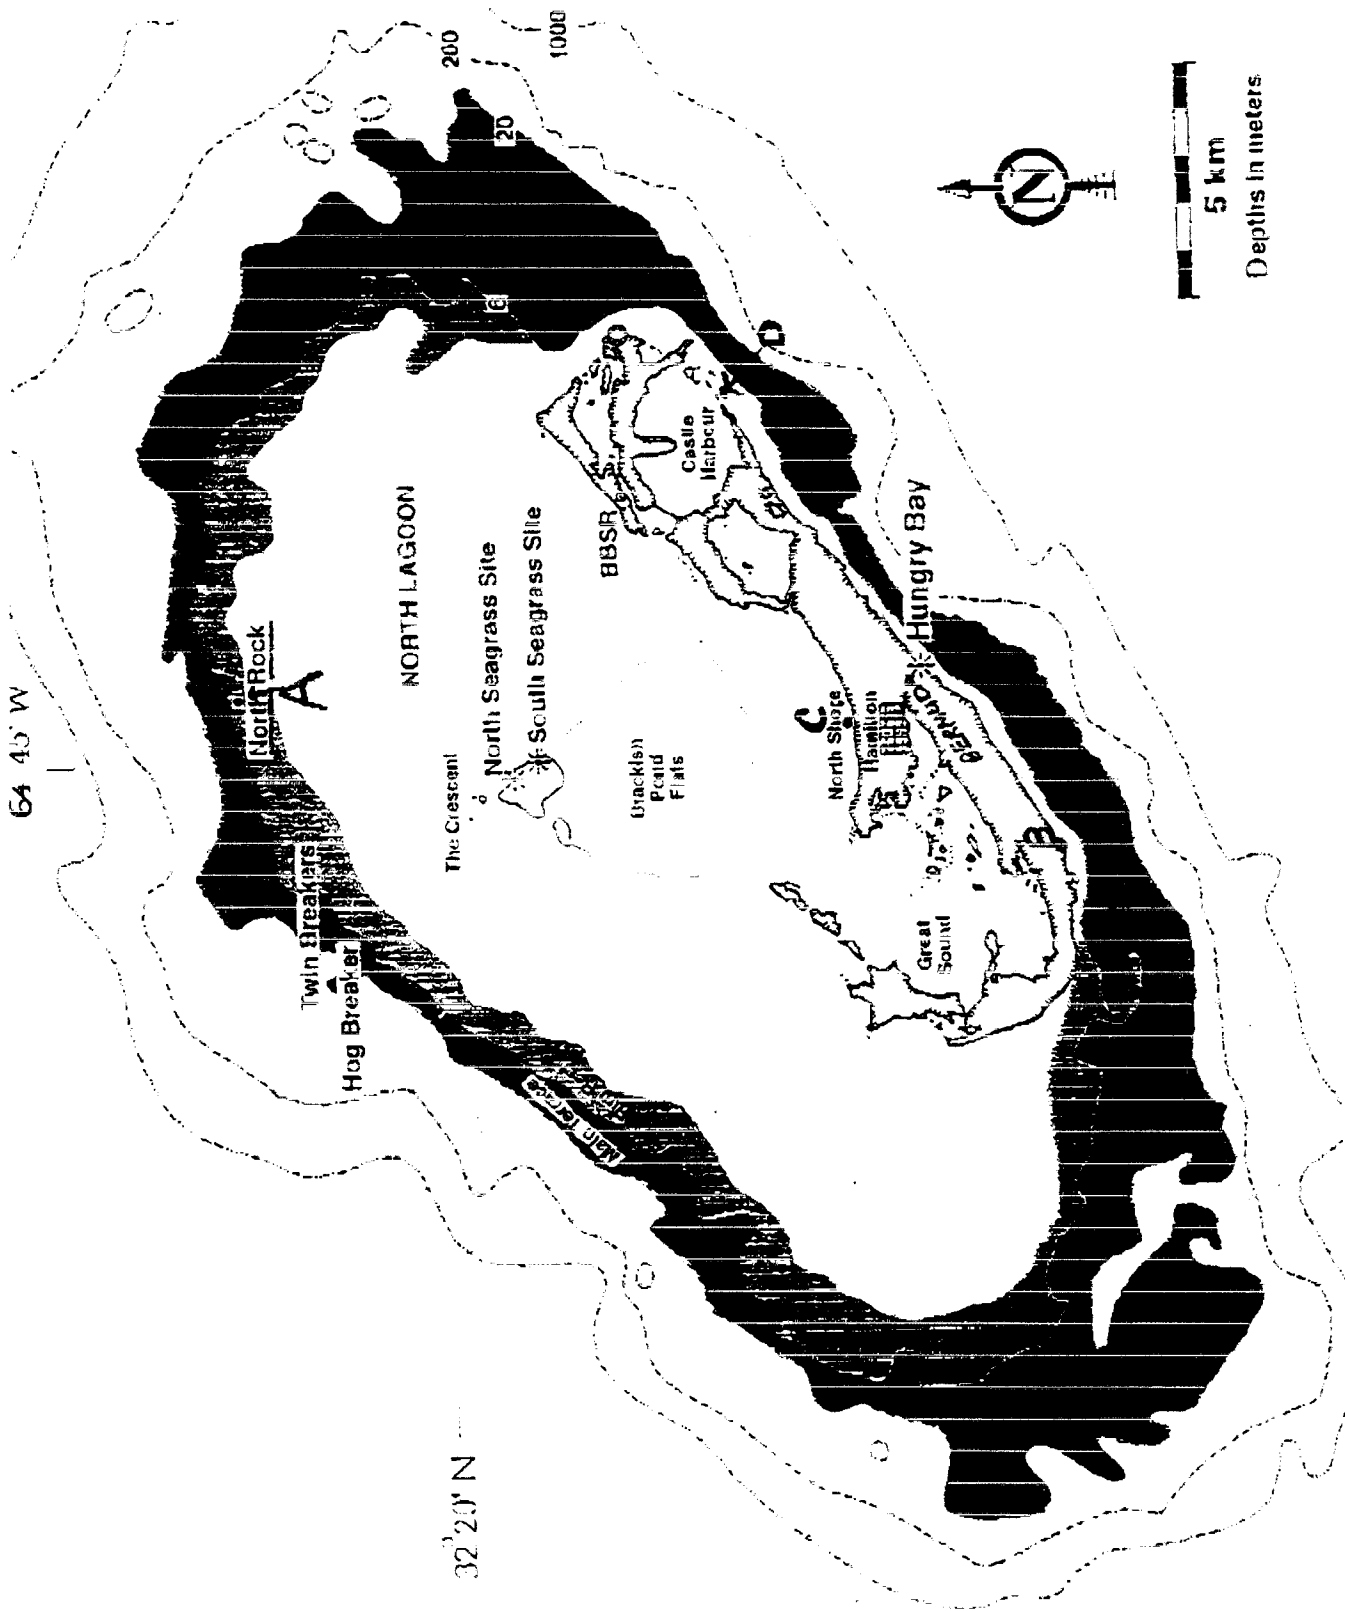 64 45' W
32°20' N
200
1000
20
8
North Rock
A
NORTH LAGOON
Twin Breakers
Hog Breaker
The Crescent
North Seagrass Site
South Seagrass Site
Main Terrace
Brackish
Pond
Flats
BBSR
Castle
Harbour
D
Hungry Bay
C
North Shore
Hamilton
BERMUDA
B
Great
Sound
N
5 km
Depths in meters